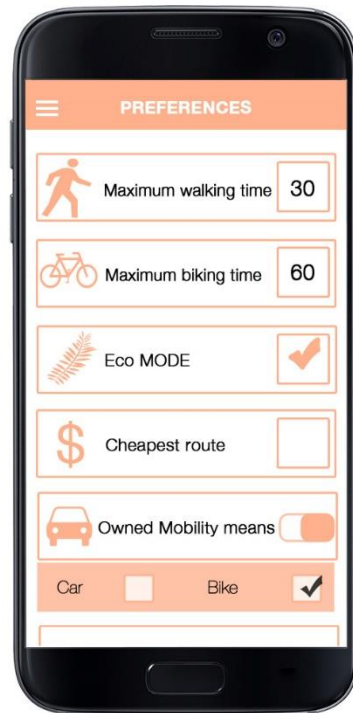 PREFERENCES
Maximum walking time 30
Maximum biking time 60
Eco MODE
$ Cheapest route
Owned Mobility means
Car Bike